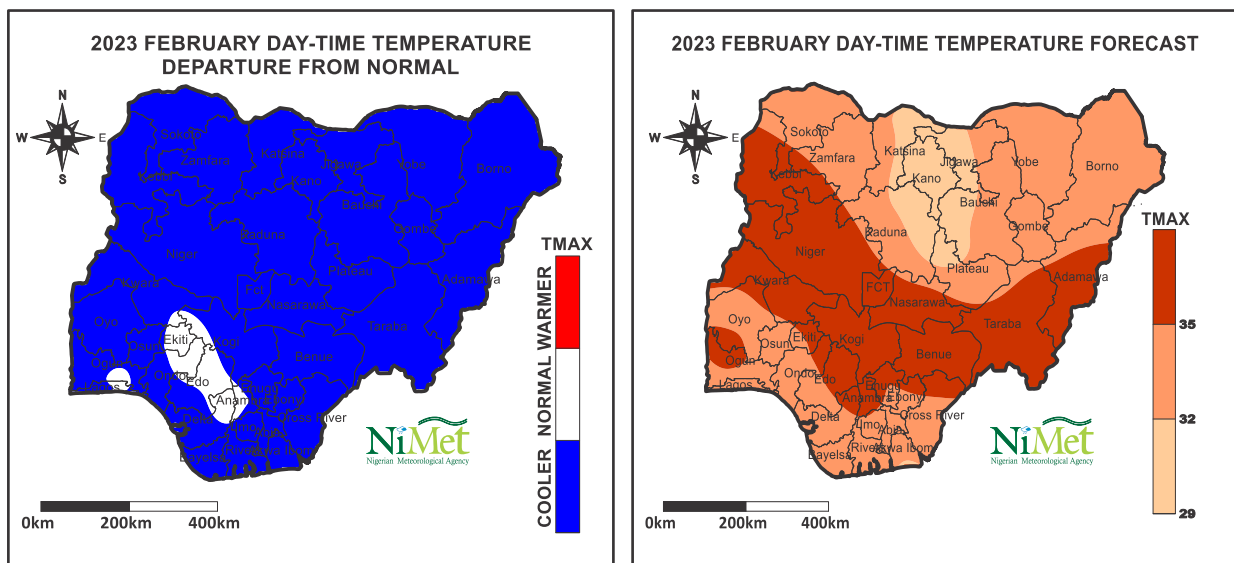 2023 FEBRUARY DAY-TIME TEMPERATURE
DEPARTURE FROM NORMAL
N
W
E
S
Sokoto
Zamfara
Katsina
Jigawa
Yobe
Borno
Kebbi
Kano
Bauchi
Gombe
Kaduna
Niger
Plateau
Adamawa
Kwara
Fct
Nasarawa
Taraba
Oyo
Osun
Ekiti
Kogi
Benue
Ogun
Lagos
Ondo
Edo
Enugu
Anambra
Ebony
Delta
Imo
Abia
Cross River
Bayelsa
Rivers
Akwa Ibom
TMAX
COOLER NORMAL WARMER
NiMet
Nigerian Meteorological Agency
0km 200km 400km
2023 FEBRUARY DAY-TIME TEMPERATURE FORECAST
N
W
E
S
Sokoto
Zamfara
Katsina
Jigawa
Yobe
Borno
Kebbi
Kano
Bauchi
Gombe
Kaduna
Niger
Plateau
Adamawa
Kwara
FCT
Nasarawa
Taraba
Oyo
Osun
Ekiti
Kogi
Benue
Ogun
Lagos
Ondo
Edo
Enugu
Anambra
Ebony
Delta
Imo
Abia
Cross River
Bayelsa
Rivers
Akwa Ibom
TMAX
35
32
29
NiMet
Nigerian Meteorological Agency
0km 200km 400km